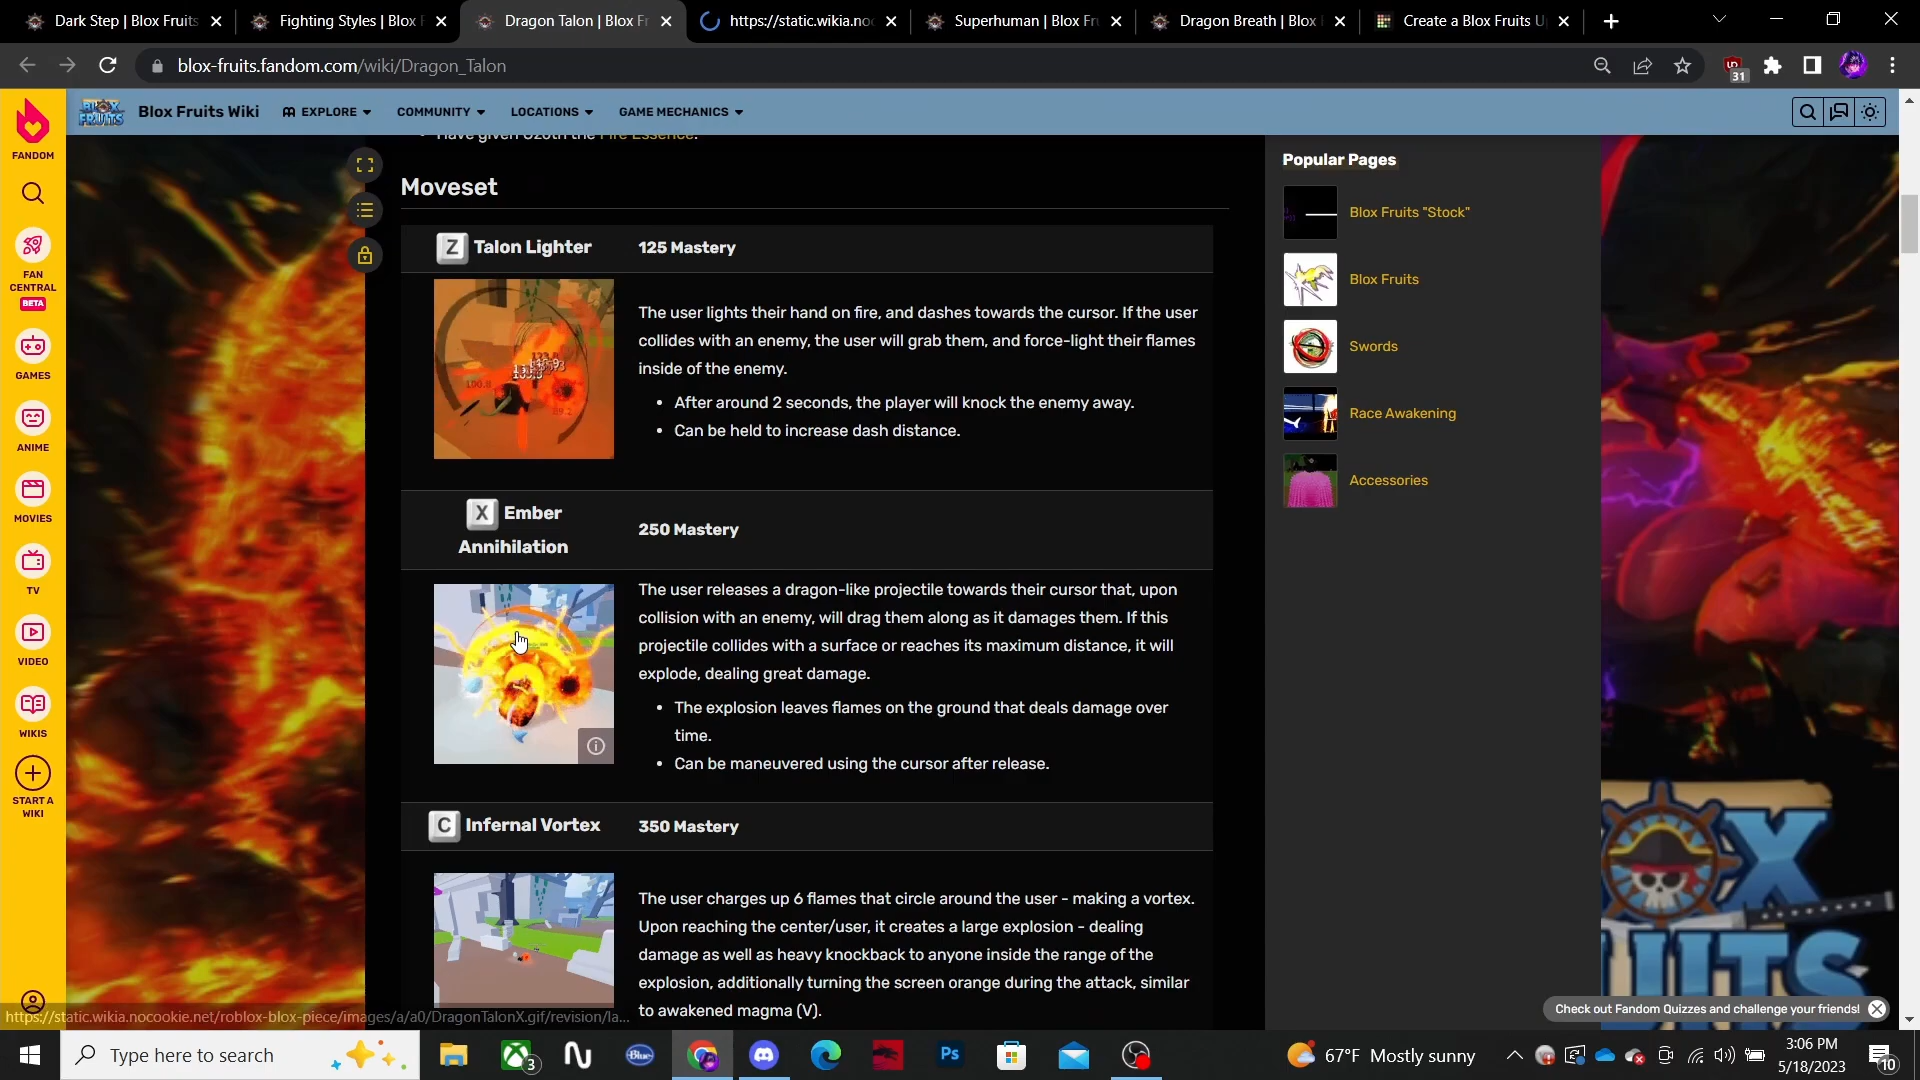 Dark Step | Blox Fruits
Fighting Styles | Blox F
Dragon Talon | Blox Fr
https://static.wikia.no
Superhuman | Blox Fru
Dragon Breath | Blox
Create a Blox Fruits U
blox-fruits.fandom.com/wiki/Dragon_Talon
31
Blox Fruits Wiki
EXPLORE
COMMUNITY
LOCATIONS
GAME MECHANICS
FANDOM
FAN CENTRAL
BETA
GAMES
ANIME
MOVIES
TV
VIDEO
WIKIS
START A WIKI
Have given Uzoth the Fire Essence.
Moveset
Z Talon Lighter 125 Mastery
The user lights their hand on fire, and dashes towards the cursor. If the user
collides with an enemy, the user will grab them, and force-light their flames
inside of the enemy.
• After around 2 seconds, the player will knock the enemy away.
• Can be held to increase dash distance.
X Ember
Annihilation
250 Mastery
The user releases a dragon-like projectile towards their cursor that, upon
collision with an enemy, will drag them along as it damages them. If this
projectile collides with a surface or reaches its maximum distance, it will
explode, dealing great damage.
• The explosion leaves flames on the ground that deals damage over
time.
• Can be maneuvered using the cursor after release.
C Infernal Vortex 350 Mastery
The user charges up 6 flames that circle around the user - making a vortex.
Upon reaching the center/user, it creates a large explosion - dealing
damage as well as heavy knockback to anyone inside the range of the
explosion, additionally turning the screen orange during the attack, similar
to awakened magma (V).
Popular Pages
Blox Fruits "Stock"
Blox Fruits
Swords
Race Awakening
Accessories
Check out Fandom Quizzes and challenge your friends!
https://static.wikia.nocookie.net/roblox-blox-piece/images/a/a0/DragonTalonX.gif/revision/la...
Type here to search
3
Blue
Ps
67°F Mostly sunny
3:06 PM
5/18/2023
10